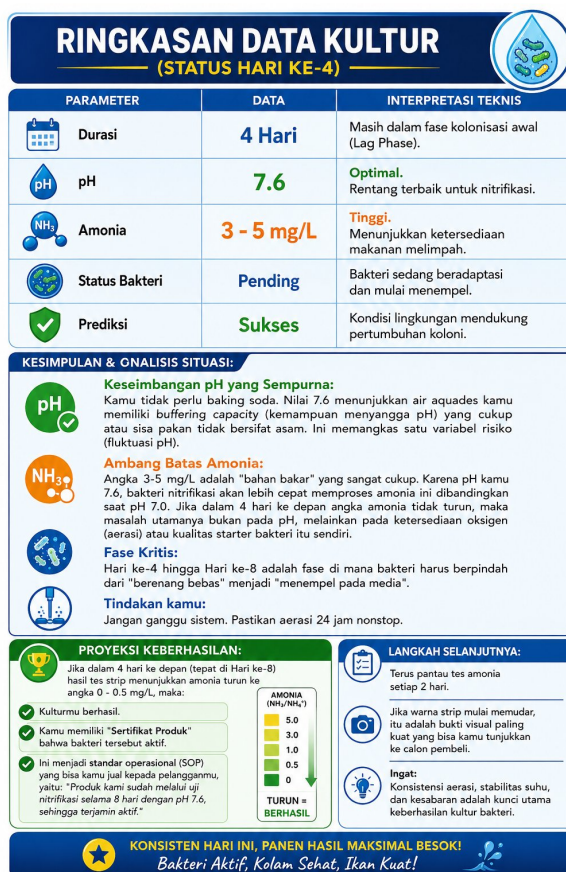 RINGKASAN DATA KULTUR
(STATUS HARI KE-4)
PARAMETER DATA INTERPRETASI TEKNIS
Durasi 4 Hari Masih dalam fase kolonisasi awal
(Lag Phase).
pH pH 7.6 Optimal.
Rentang terbaik untuk nitrifikasi.
NH₃ Amonia 3 - 5 mg/L Tinggi.
Menunjukkan ketersediaan
makanan melimpah.
Status Bakteri Pending Bakteri sedang beradaptasi
dan mulai menempel.
Prediksi Sukses Kondisi lingkungan mendukung
pertumbuhan koloni.
KESIMPULAN & ONALISIS SITUASI:
pH
Keseimbangan pH yang Sempurna:
Kamu tidak perlu baking soda. Nilai 7.6 menunjukkan air aquades kamu
memiliki buffering capacity (kemampuan menyangga pH) yang cukup
atau sisa pakan tidak bersifat asam. Ini memangkas satu variabel risiko
(fluktuasi pH).
NH₃
Ambang Batas Amonia:
Angka 3-5 mg/L adalah "bahan bakar" yang sangat cukup. Karena pH kamu
7.6, bakteri nitrifikasi akan lebih cepat memproses amonia ini dibandingkan
saat pH 7.0. Jika dalam 4 hari ke depan angka amonia tidak turun, maka
masalah utamanya bukan pada pH, melainkan pada ketersediaan oksigen
(aerasi) atau kualitas starter bakteri itu sendiri.
Fase Kritis:
Hari ke-4 hingga Hari ke-8 adalah fase di mana bakteri harus berpindah
dari "berenang bebas" menjadi "menempel pada media".
Tindakan kamu:
Jangan ganggu sistem. Pastikan aerasi 24 jam nonstop.
PROYEKSI KEBERHASILAN:
Jika dalam 4 hari ke depan (tepat di Hari ke-8)
hasil tes strip menunjukkan amonia turun ke
angka 0 - 0.5 mg/L, maka:
Kulturmu berhasil.
Kamu memiliki "Sertifikat Produk"
bahwa bakteri tersebut aktif.
Ini menjadi standar operasional (SOP)
yang bisa kamu jual kepada pelangganmu,
yaitu: "Produk kami sudah melalui uji
nitrifikasi selama 8 hari dengan pH 7.6,
sehingga terjamin aktif."
AMONIA
(NH₃/NH₄⁺)
5.0
3.0
1.0
0.5
0
TURUN =
BERHASIL
LANGKAH SELANJUTNYA:
Terus pantau tes amonia
setiap 2 hari.
Jika warna strip mulai memudar,
itu adalah bukti visual paling
kuat yang bisa kamu tunjukkan
ke calon pembeli.
Ingat:
Konsistensi aerasi, stabilitas suhu,
dan kesabaran adalah kunci utama
keberhasilan kultur bakteri.
KONSISTEN HARI INI, PANEN HASIL MAKSIMAL BESOK!
Bakteri Aktif, Kolam Sehat, Ikan Kuat!